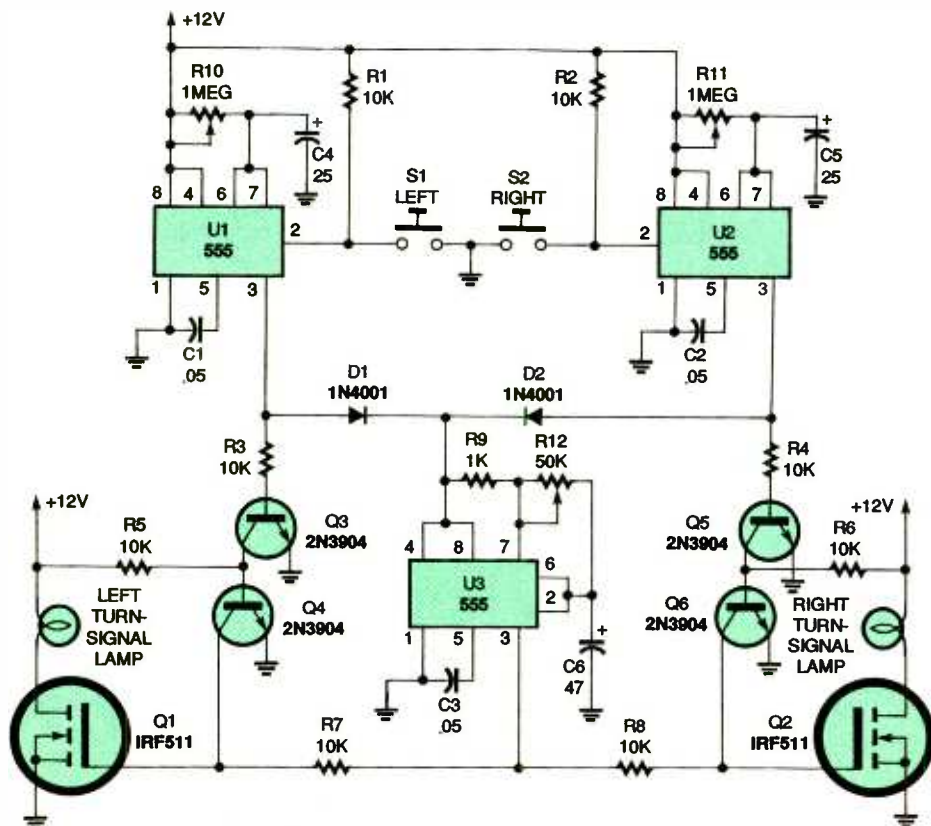 +12V
R10
1MEG
R1
10K
R2
10K
R11
1MEG
+
C4
25
+
C5
25
S1
LEFT
S2
RIGHT
8
4
6
7
8
4
6
7
U1
555
2
2
U2
555
1
5
3
1
5
3
C1
.05
C2
.05
D1
1N4001
D2
1N4001
R3
10K
R9
1K
R12
50K
R4
10K
+12V
+12V
R5
10K
Q3
2N3904
Q5
2N3904
R6
10K
4
8
7
6
2
U3
555
1
5
3
LEFT
TURN-
SIGNAL
LAMP
Q4
2N3904
Q6
2N3904
RIGHT
TURN-
SIGNAL
LAMP
+
C6
47
C3
.05
Q1
IRF511
R7
10K
R8
10K
Q2
IRF511